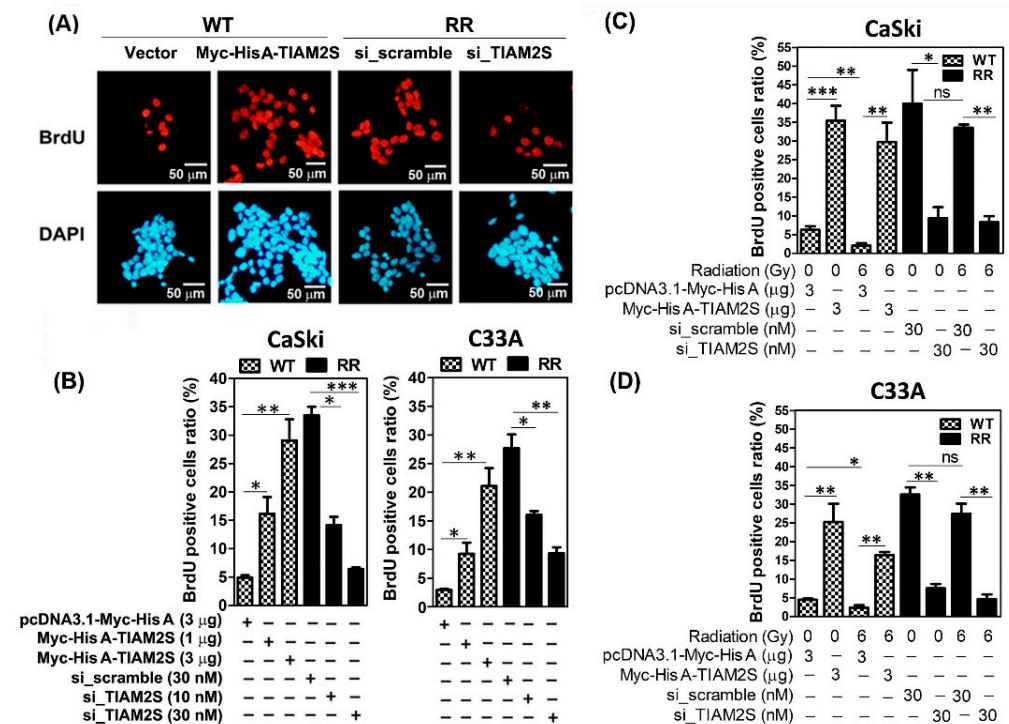 (A)
WT
RR
Vector
Myc-HisA-TIAM2S
si_scramble
si_TIAM2S
BrdU
50 µm
50 µm
50 µm
50 µm
DAPI
50 µm
50 µm
50 µm
50 µm
(B)
CaSki
WT RR
BrdU positive cells ratio (%)
40
35
30
25
20
15
10
5
0
*
**
***
*
C33A
WT RR
BrdU positive cells ratio (%)
40
35
30
25
20
15
10
5
0
*
**
**
*
pcDNA3.1-Myc-His A (3 µg) + – – – – – + – – – – –
Myc-His A-TIAM2S (1 µg) – + – – – – – + – – – –
Myc-His A-TIAM2S (3 µg) – – + – – – – – + – – –
si_scramble (30 nM) – – – + – – – – – + – –
si_TIAM2S (10 nM) – – – – + – – – – – + –
si_TIAM2S (30 nM) – – – – – + – – – – – +
(C)
CaSki
WT
RR
BrdU positive cells ratio (%)
55
50
45
40
35
30
25
20
15
10
5
0
**
***
**
*
ns
**
Radiation (Gy) 0 0 6 6 0 0 6 6
pcDNA3.1-Myc-His A (µg) 3 – 3 – – – – –
Myc-His A-TIAM2S (µg) – 3 – 3 – – – –
si_scramble (nM) – – – – 30 – 30 –
si_TIAM2S (nM) – – – – – 30 – 30
(D)
C33A
WT
RR
BrdU positive cells ratio (%)
55
50
45
40
35
30
25
20
15
10
5
0
*
**
**
ns
**
**
Radiation (Gy) 0 0 6 6 0 0 6 6
pcDNA3.1-Myc-His A (µg) 3 – 3 – – – – –
Myc-His A-TIAM2S (µg) – 3 – 3 – – – –
si_scramble (nM) – – – – 30 – 30 –
si_TIAM2S (nM) – – – – – 30 – 30